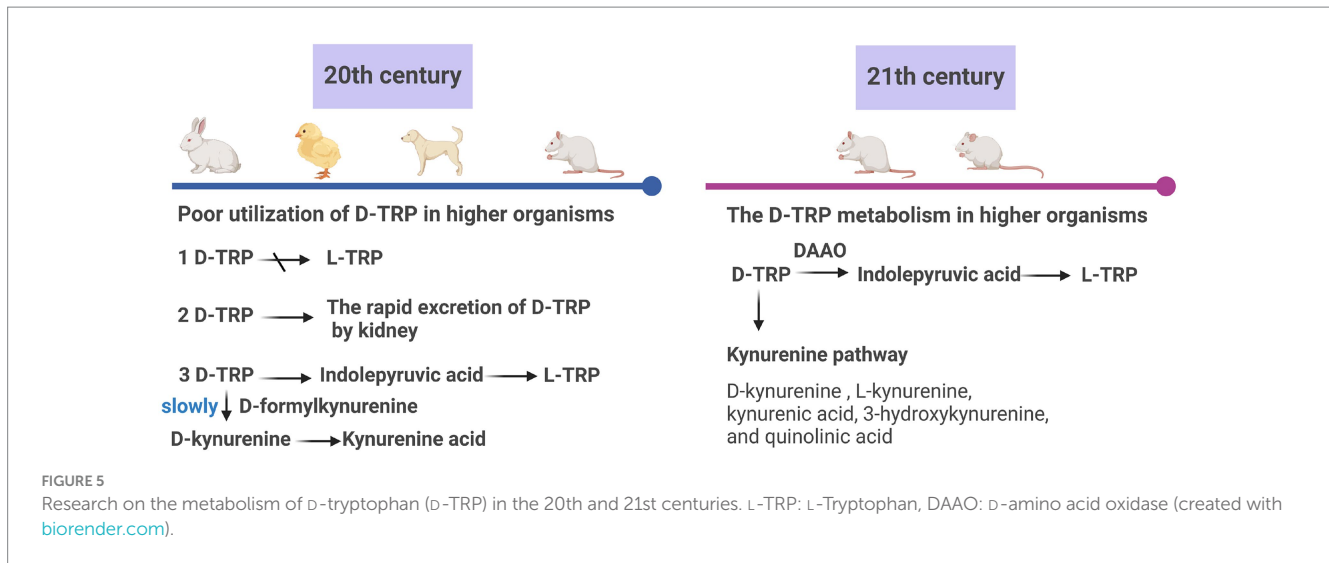 20th century
Poor utilization of D-TRP in higher organisms
1 D-TRP L-TRP
2 D-TRP The rapid excretion of D-TRP
by kidney
3 D-TRP Indolepyruvic acid L-TRP
slowly D-formylkynurenine
D-kynurenine Kynurenine acid
21th century
The D-TRP metabolism in higher organisms
DAAO
D-TRP Indolepyruvic acid L-TRP
Kynurenine pathway
D-kynurenine , L-kynurenine,
kynurenic acid, 3-hydroxykynurenine,
and quinolinic acid
FIGURE 5
Research on the metabolism of D-tryptophan (D-TRP) in the 20th and 21st centuries. L-TRP: L-Tryptophan, DAAO: D-amino acid oxidase (created with
biorender.com).